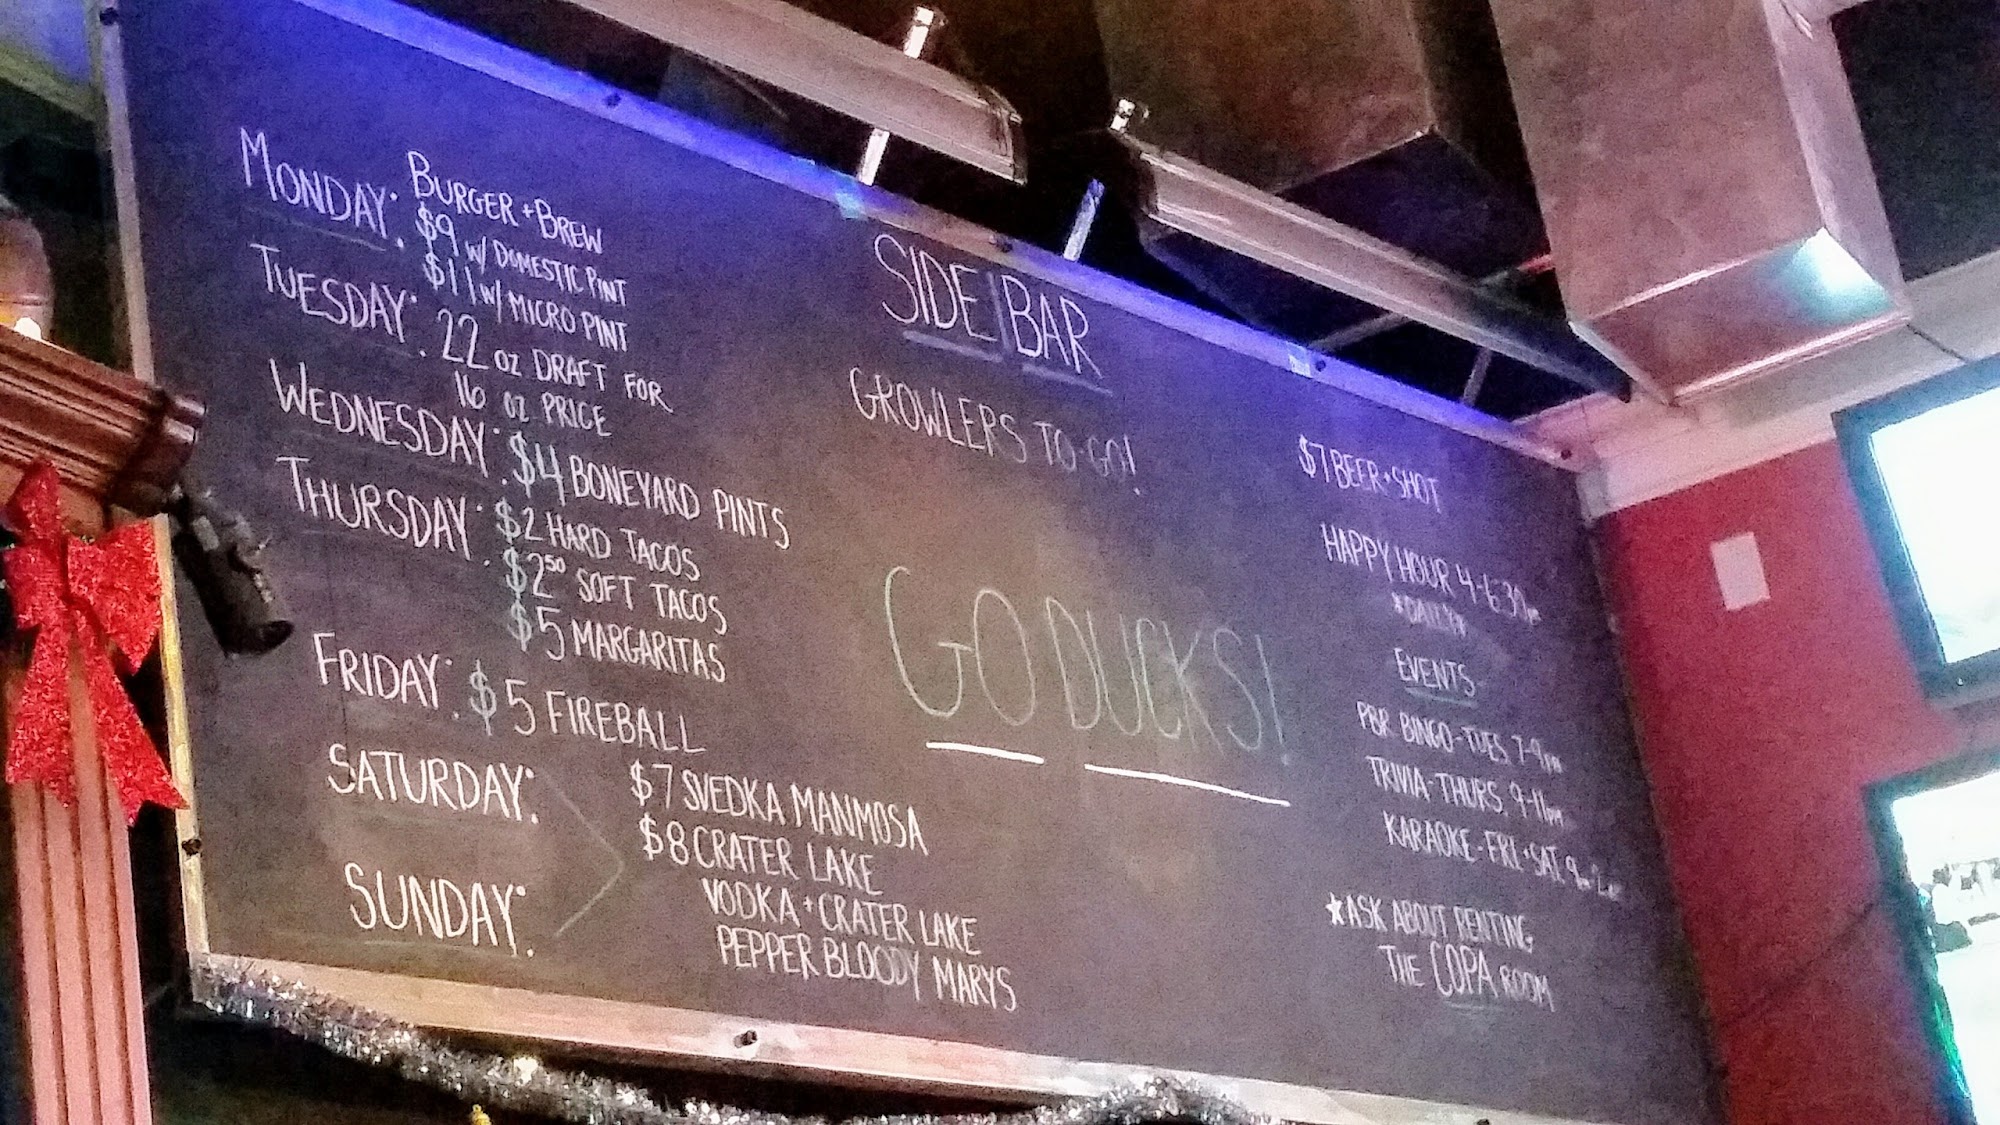 MONDAY: BURGER + BREW
$9 W/ DOMESTIC PINT
$11 W/ MICRO PINT
TUESDAY: 22 OZ DRAFT FOR
16 OZ PRICE
WEDNESDAY: $4 BONEYARD PINTS
THURSDAY: $2 HARD TACOS
$2⁵⁰ SOFT TACOS
$5 MARGARITAS
FRIDAY: $5 FIREBALL
SATURDAY:
SUNDAY:
$7 SVEDKA MANMOSA
$8 CRATER LAKE
VODKA + CRATER LAKE
PEPPER BLOODY MARYS
SIDE BAR
GROWLERS TO-GO!
GO DUCKS!
$7 BEER + SHOT
HAPPY HOUR 4-6:30PM
*DAILY*
EVENTS
PBR BINGO - TUES. 7-9PM
TRIVIA - THURS. 9-11PM
KARAOKE - FRI. + SAT. 9
★ASK ABOUT RENTING
THE COPA ROOM